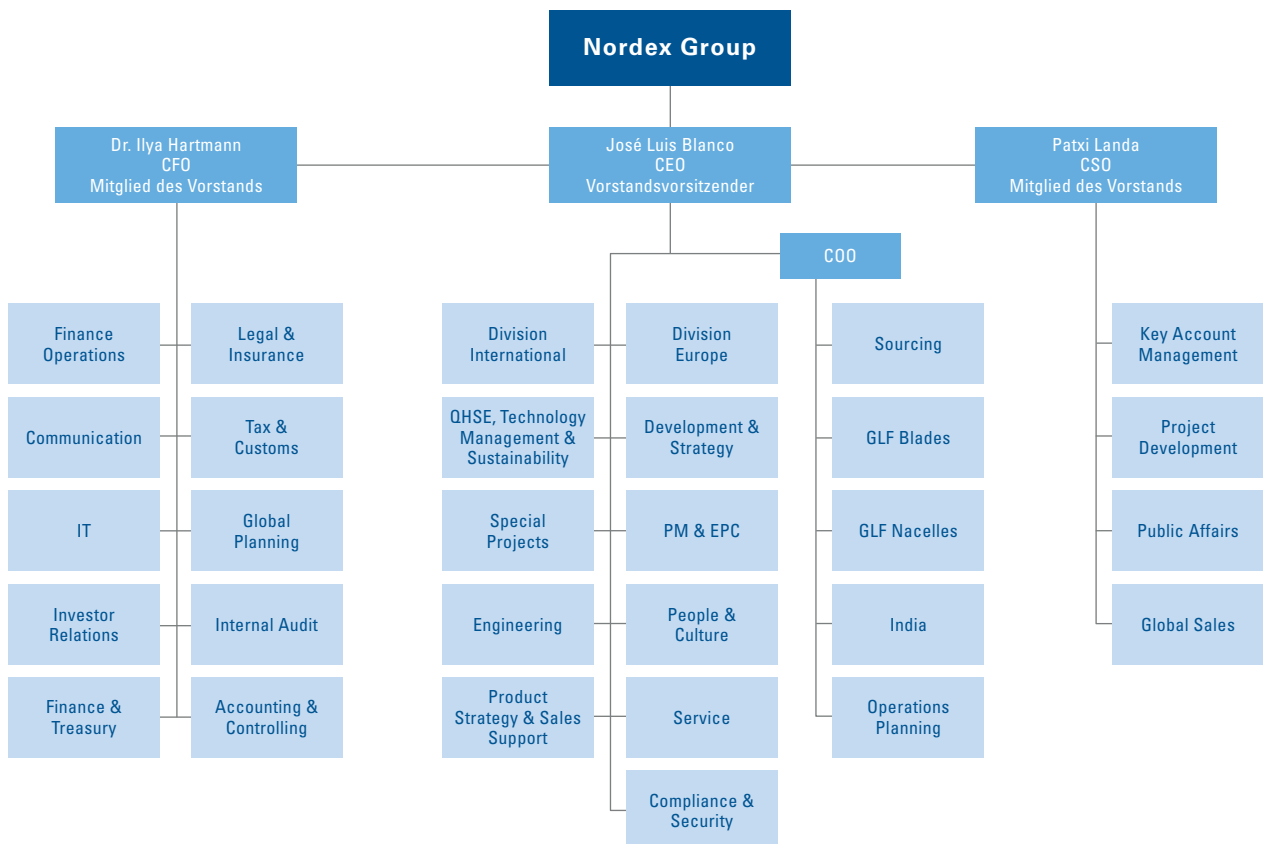 Nordex Group
Dr. Ilya Hartmann
CFO
Mitglied des Vorstands
José Luis Blanco
CEO
Vorstandsvorsitzender
Patxi Landa
CSO
Mitglied des Vorstands
COO
Finance
Operations
Legal &
Insurance
Communication
Tax &
Customs
IT
Global
Planning
Investor
Relations
Internal Audit
Finance &
Treasury
Accounting &
Controlling
Division
International
Division
Europe
QHSE, Technology
Management &
Sustainability
Development &
Strategy
Special
Projects
PM & EPC
Engineering
People &
Culture
Product
Strategy & Sales
Support
Service
Compliance &
Security
Sourcing
GLF Blades
GLF Nacelles
India
Operations
Planning
Key Account
Management
Project
Development
Public Affairs
Global Sales